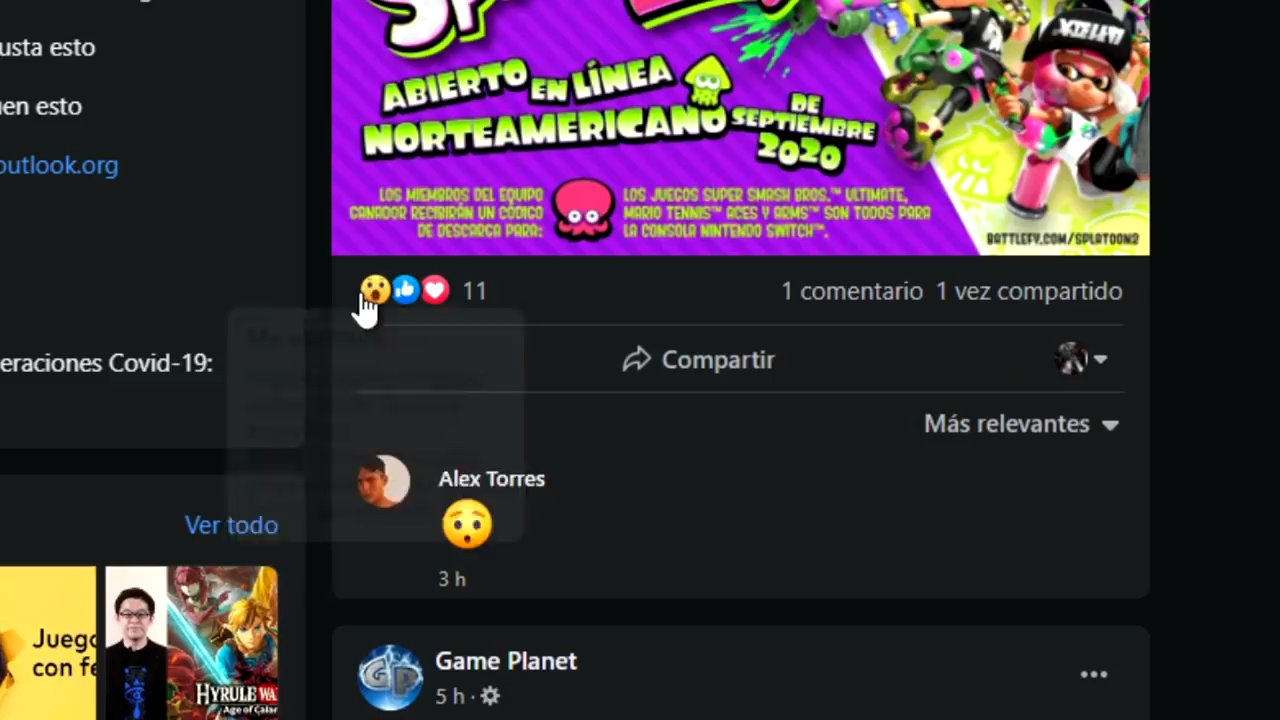 usta esto
en esto
outlook.org
eraciones Covid-19:
Ver todo
Juego
con fe
HYRULE WA
Age of Calam
ABIERTO EN LÍNEA
NORTEAMERICANO
DE
SEPTIEMBRE
2020
LOS MIEMBROS DEL EQUIPO
GANADOR RECIBIRÁN UN CÓDIGO
DE DESCARGA PARA:
LOS JUEGOS SUPER SMASH BROS.™ ULTIMATE,
MARIO TENNIS™ ACES Y ARMS™ SON TODOS PARA
LA CONSOLA NINTENDO SWITCH™.
BATTLEFY.COM/SPLATOON2
11
1 comentario 1 vez compartido
Compartir
Más relevantes
Alex Torres
3 h
Game Planet
5 h ·
GP